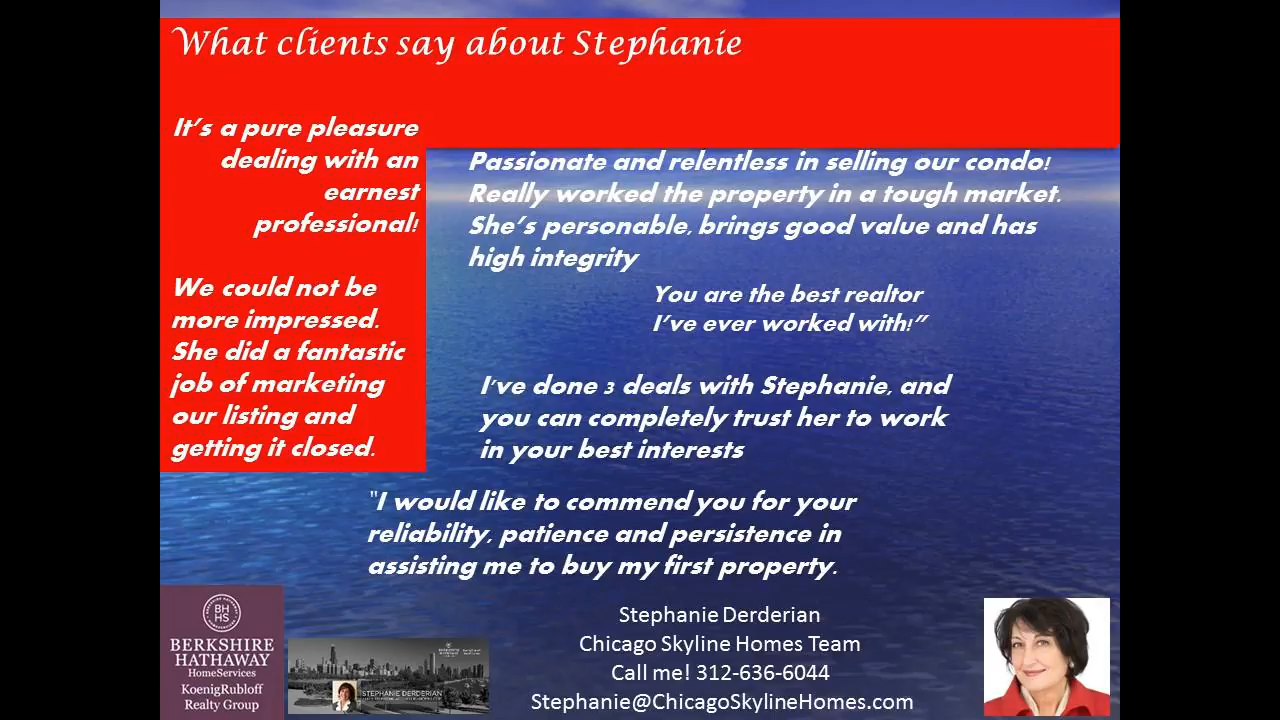 What clients say about Stephanie
It's a pure pleasure
dealing with an
earnest
professional!
We could not be
more impressed.
She did a fantastic
job of marketing
our listing and
getting it closed.
Passionate and relentless in selling our condo!
Really worked the property in a tough market.
She's personable, brings good value and has
high integrity
You are the best realtor
I've ever worked with!”
I've done 3 deals with Stephanie, and
you can completely trust her to work
in your best interests
"I would like to commend you for your
reliability, patience and persistence in
assisting me to buy my first property.
BH
HS
BERKSHIRE
HATHAWAY
HomeServices
KoenigRubloff
Realty Group
STEPHANIE DERDERIAN
Stephanie Derderian
Chicago Skyline Homes Team
Call me! 312-636-6044
Stephanie@ChicagoSkylineHomes.com